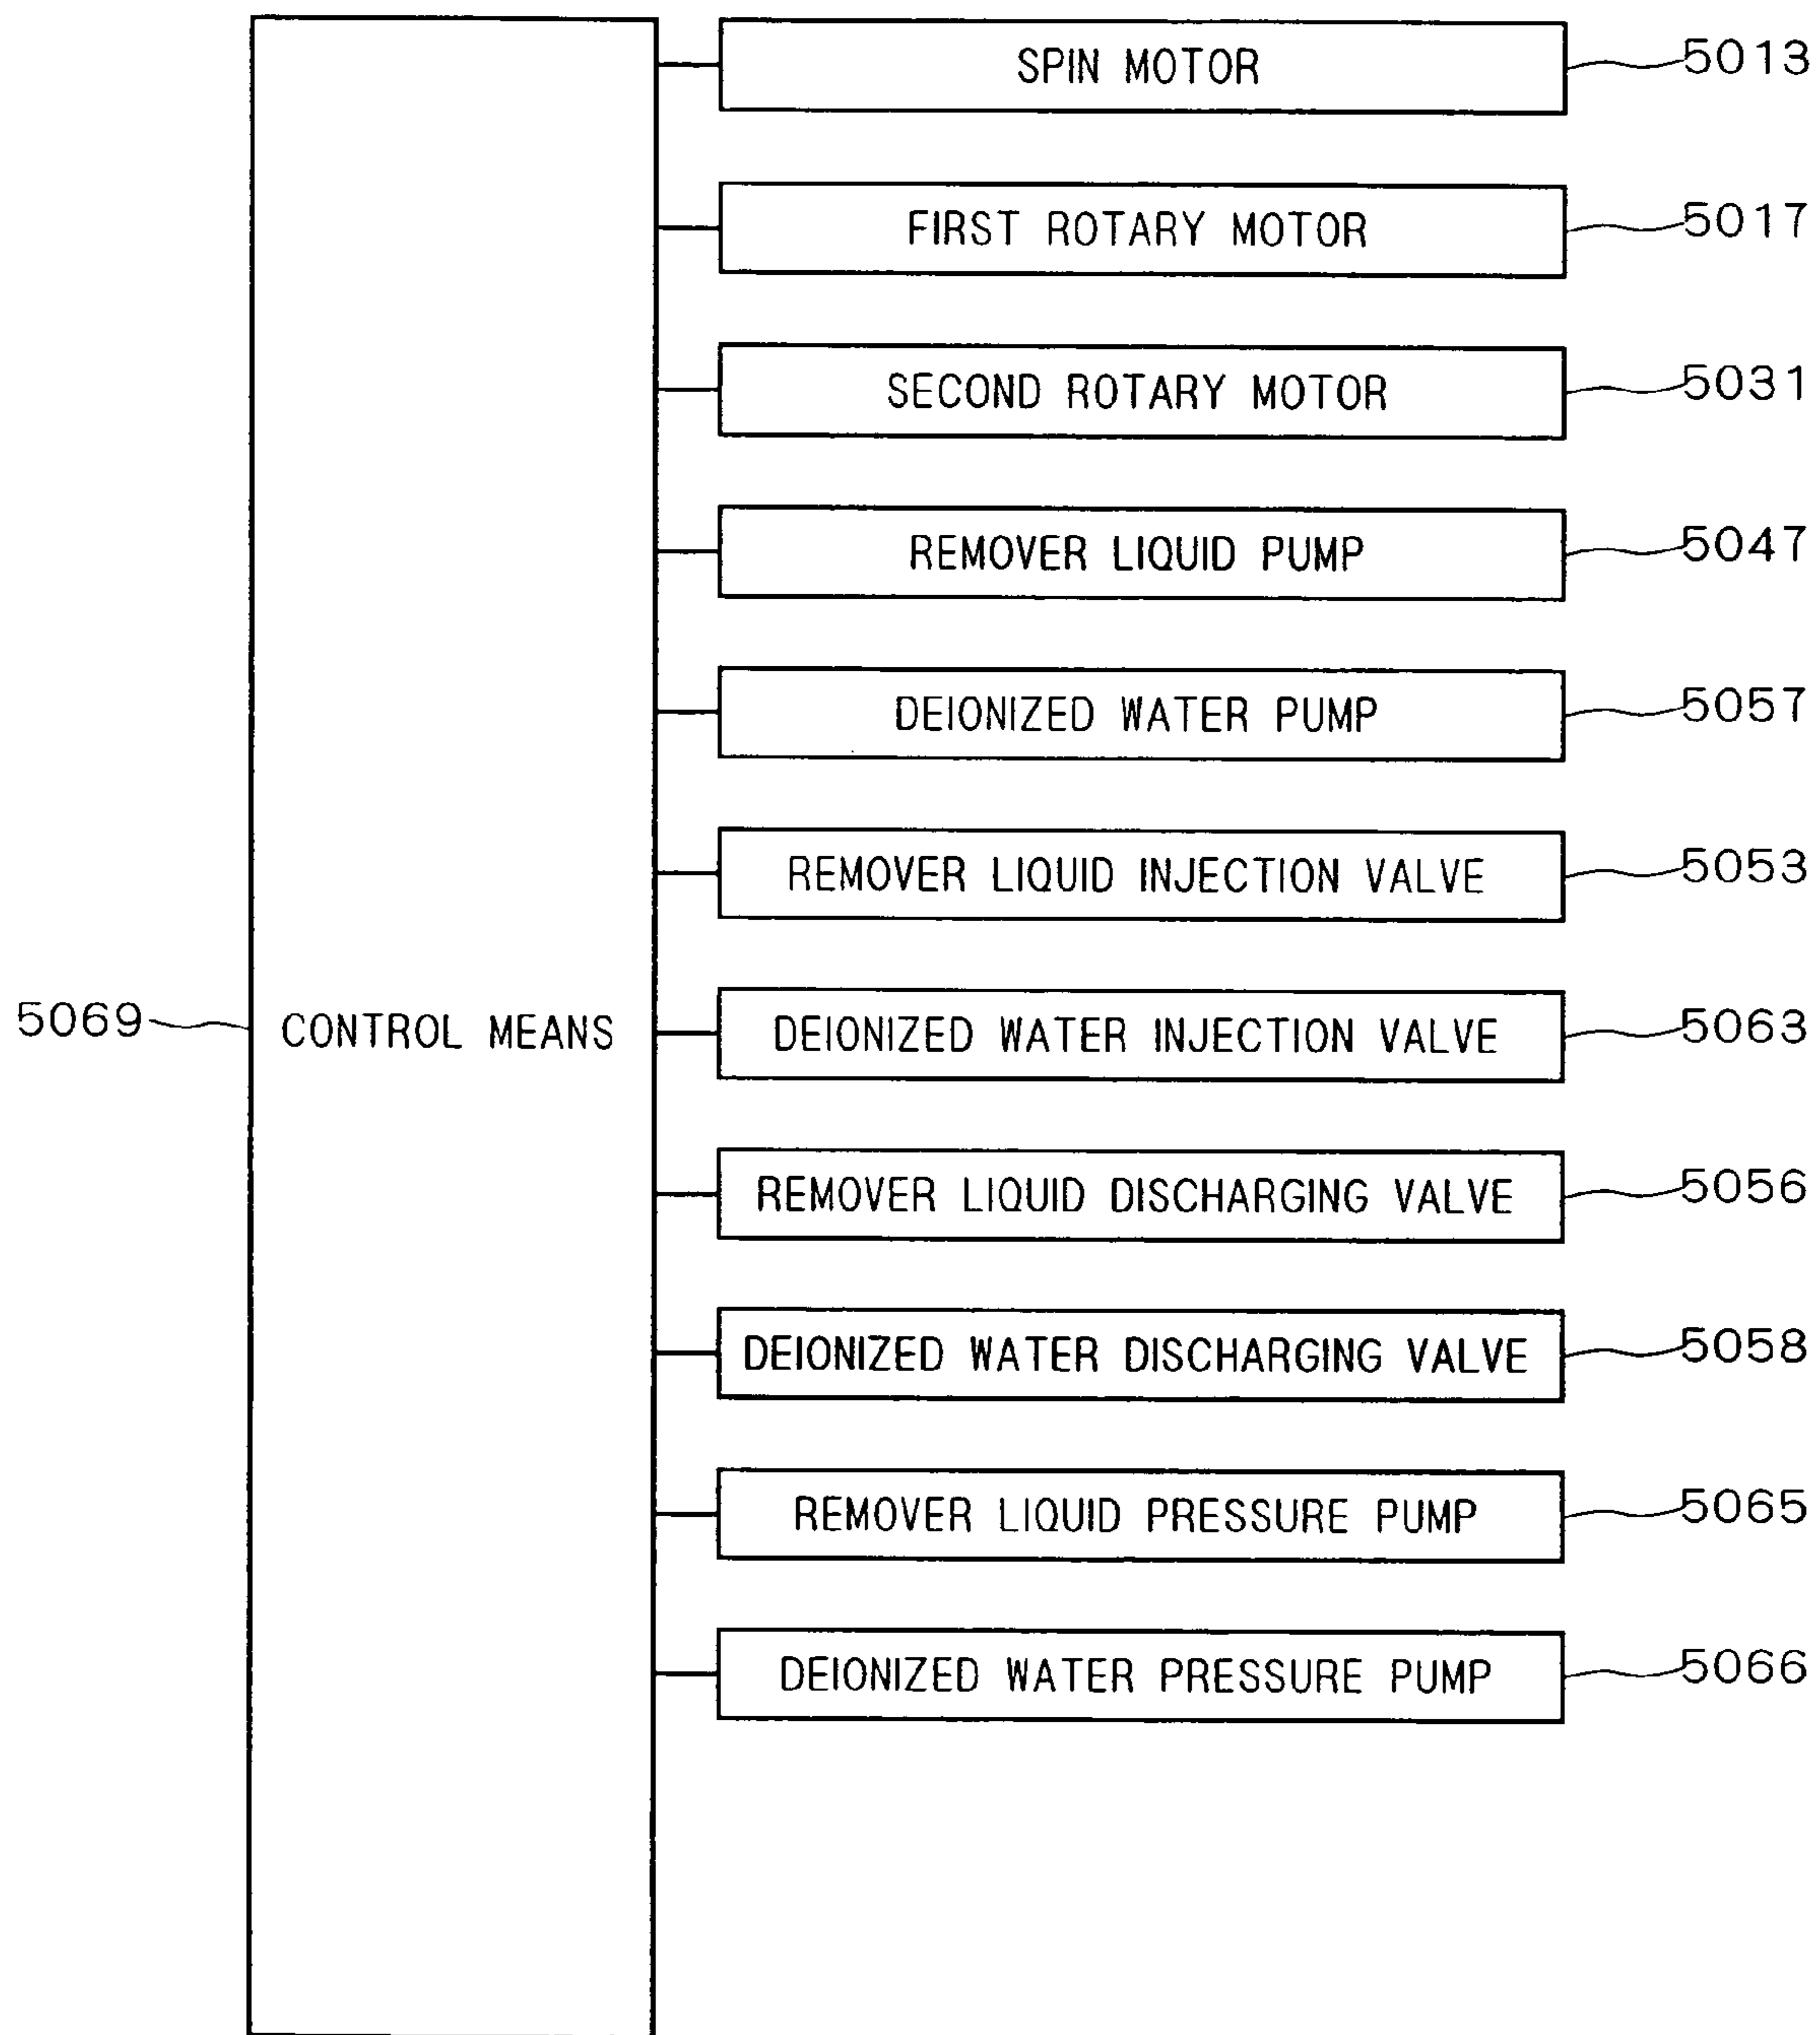 SPIN MOTOR 5013
FIRST ROTARY MOTOR 5017
SECOND ROTARY MOTOR 5031
REMOVER LIQUID PUMP 5047
DEIONIZED WATER PUMP 5057
REMOVER LIQUID INJECTION VALVE 5053
5069 CONTROL MEANS DEIONIZED WATER INJECTION VALVE 5063
REMOVER LIQUID DISCHARGING VALVE 5056
DEIONIZED WATER DISCHARGING VALVE 5058
REMOVER LIQUID PRESSURE PUMP 5065
DEIONIZED WATER PRESSURE PUMP 5066